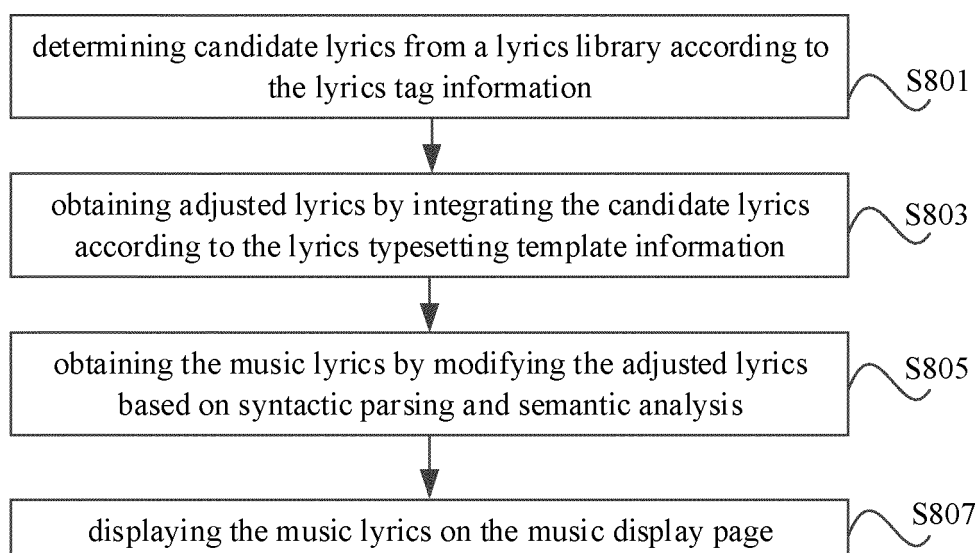 determining candidate lyrics from a lyrics library according to
the lyrics tag information
S801
obtaining adjusted lyrics by integrating the candidate lyrics
according to the lyrics typesetting template information
S803
obtaining the music lyrics by modifying the adjusted lyrics
based on syntactic parsing and semantic analysis
S805
displaying the music lyrics on the music display page
S807